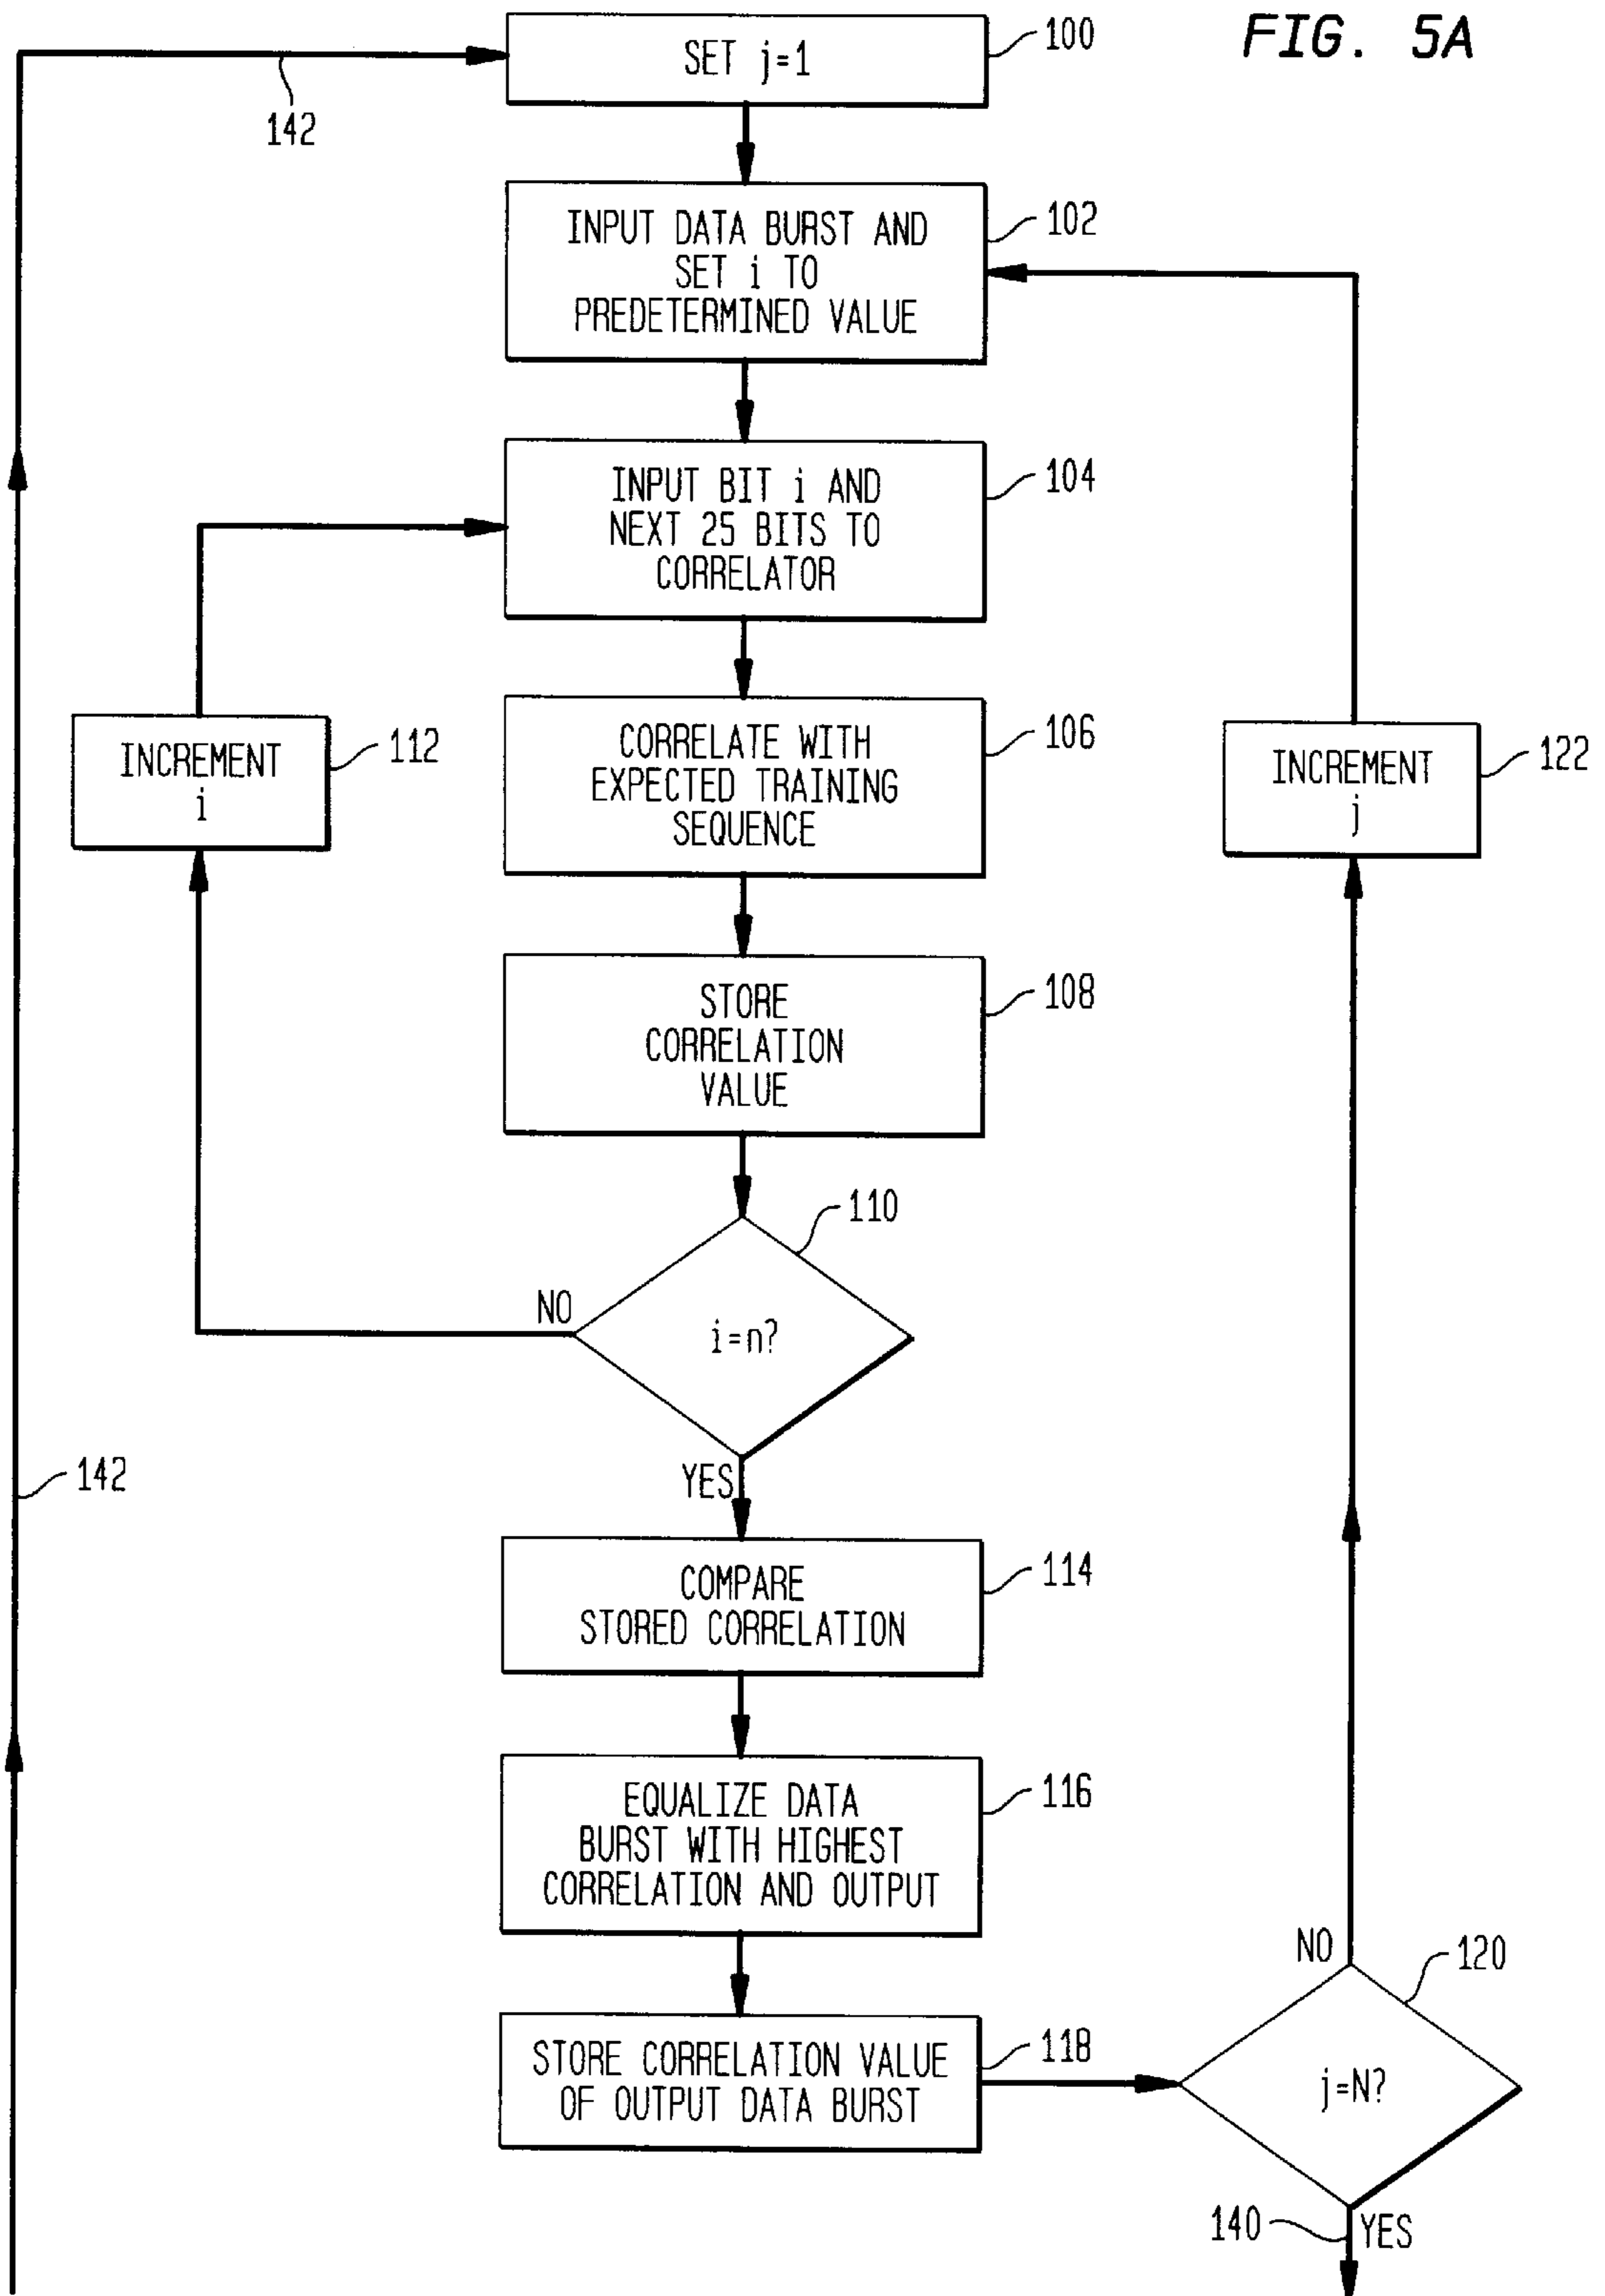 FIG. 5A
SET j=1
100
142
INPUT DATA BURST AND
SET i TO
PREDETERMINED VALUE
102
INPUT BIT i AND
NEXT 25 BITS TO
CORRELATOR
104
CORRELATE WITH
EXPECTED TRAINING
SEQUENCE
106
INCREMENT
i
112
INCREMENT
j
122
STORE
CORRELATION
VALUE
108
110
NO
i=n?
YES
142
COMPARE
STORED CORRELATION
114
EQUALIZE DATA
BURST WITH HIGHEST
CORRELATION AND OUTPUT
116
NO
120
STORE CORRELATION VALUE
OF OUTPUT DATA BURST
118
j=N?
140
YES